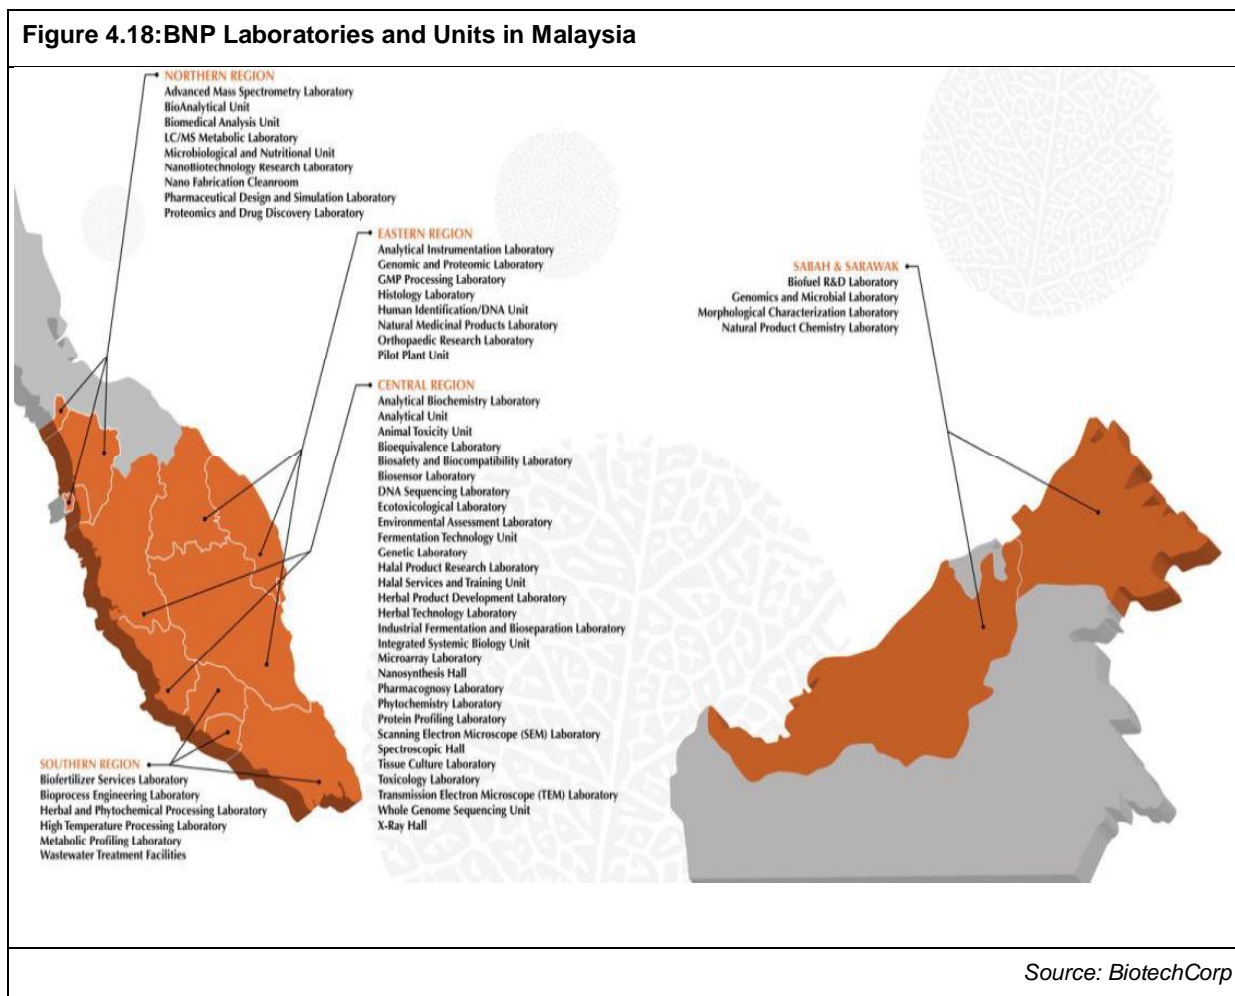 Figure 4.18:BNP Laboratories and Units in Malaysia
NORTHERN REGION
Advanced Mass Spectrometry Laboratory
BioAnalytical Unit
Biomedical Analysis Unit
LC/MS Metabolic Laboratory
Microbiological and Nutritional Unit
NanoBiotechnology Research Laboratory
Nano Fabrication Cleanroom
Pharmaceutical Design and Simulation Laboratory
Proteomics and Drug Discovery Laboratory
EASTERN REGION
Analytical Instrumentation Laboratory
Genomic and Proteomic Laboratory
GMP Processing Laboratory
Histology Laboratory
Human Identification/DNA Unit
Natural Medicinal Products Laboratory
Orthopaedic Research Laboratory
Pilot Plant Unit
SABAH & SARAWAK
Biofuel R&D Laboratory
Genomics and Microbial Laboratory
Morphological Characterization Laboratory
Natural Product Chemistry Laboratory
CENTRAL REGION
Analytical Biochemistry Laboratory
Analytical Unit
Animal Toxicity Unit
Bioequivalence Laboratory
Biosafety and Biocompatibility Laboratory
Biosensor Laboratory
DNA Sequencing Laboratory
Ecotoxicological Laboratory
Environmental Assessment Laboratory
Fermentation Technology Unit
Genetic Laboratory
Halal Product Research Laboratory
Halal Services and Training Unit
Herbal Product Development Laboratory
Herbal Technology Laboratory
Industrial Fermentation and Bioseparation Laboratory
Integrated Systemic Biology Unit
Microarray Laboratory
Nanosynthesis Hall
Pharmacognosy Laboratory
Phytochemistry Laboratory
Protein Profiling Laboratory
Scanning Electron Microscope (SEM) Laboratory
Spectroscopic Hall
Tissue Culture Laboratory
Toxicology Laboratory
Transmission Electron Microscope (TEM) Laboratory
Whole Genome Sequencing Unit
X-Ray Hall
SOUTHERN REGION
Biofertilizer Services Laboratory
Bioprocess Engineering Laboratory
Herbal and Phytochemical Processing Laboratory
High Temperature Processing Laboratory
Metabolic Profiling Laboratory
Wastewater Treatment Facilities
Source: BiotechCorp